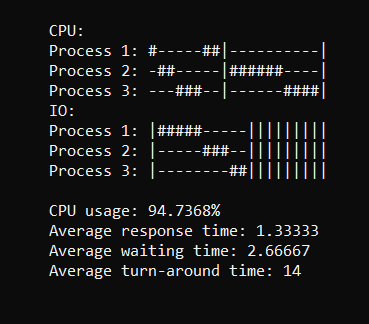 CPU:
Process 1: #-----##|----------|
Process 2: -##-----|######----|
Process 3: ---###--|------####|
IO:
Process 1: |#####-----|||||||||
Process 2: |-----###--|||||||||
Process 3: |--------##|||||||||
CPU usage: 94.7368%
Average response time: 1.33333
Average waiting time: 2.66667
Average turn-around time: 14